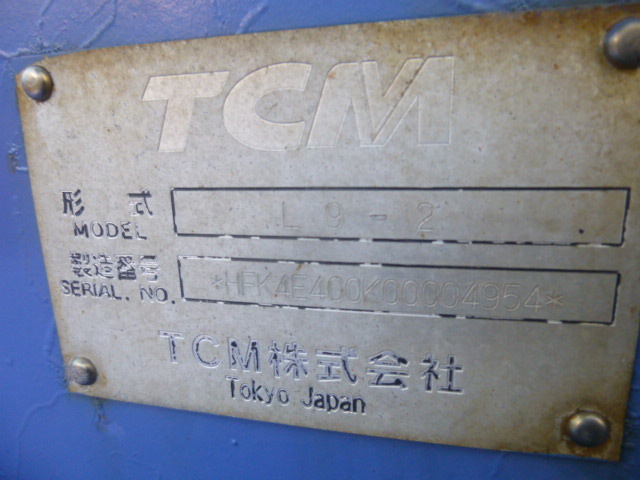 TCM
形 式
MODEL
L9-2
製造番号
SERIAL. NO.
*HFK4E400K00004954*
TCM株式会社
Tokyo Japan